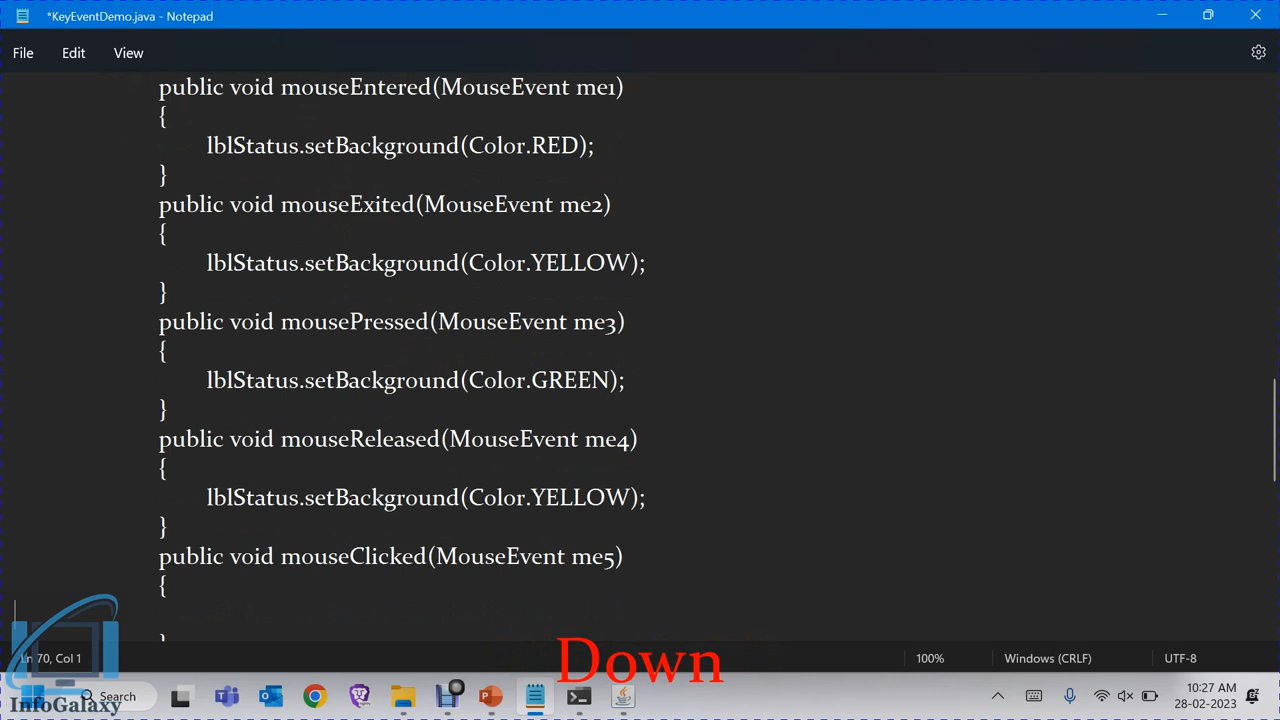 *KeyEventDemo.java - Notepad
File Edit View
public void mouseEntered(MouseEvent me1)
{
lblStatus.setBackground(Color.RED);
}
public void mouseExited(MouseEvent me2)
{
lblStatus.setBackground(Color.YELLOW);
}
public void mousePressed(MouseEvent me3)
{
lblStatus.setBackground(Color.GREEN);
}
public void mouseReleased(MouseEvent me4)
{
lblStatus.setBackground(Color.YELLOW);
}
public void mouseClicked(MouseEvent me5)
{
}
Down
Ln 70, Col 1 100% Windows (CRLF) UTF-8
InfoGalaxy
Search
10:27 AM
28-02-2023